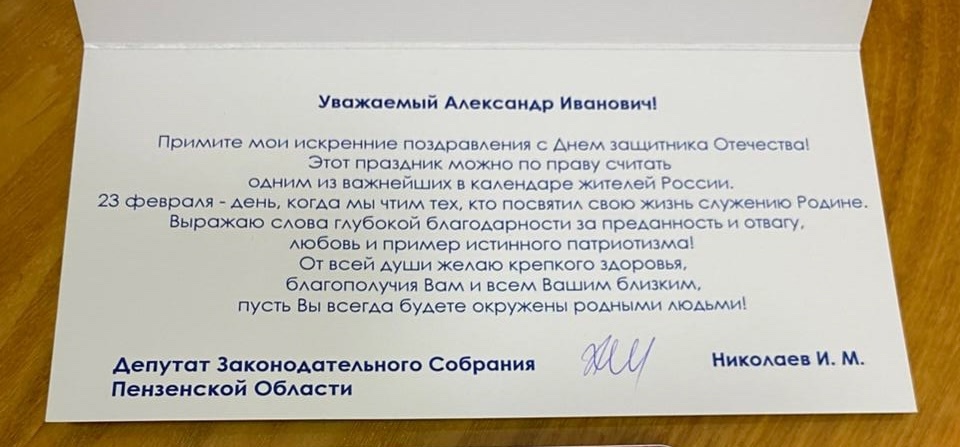 Уважаемый Александр Иванович!
Примите мои искренние поздравления с Днем защитника Отечества!
Этот праздник можно по праву считать
одним из важнейших в календаре жителей России.
23 февраля - день, когда мы чтим тех, кто посвятил свою жизнь служению Родине.
Выражаю слова глубокой благодарности за преданность и отвагу,
любовь и пример истинного патриотизма!
От всей души желаю крепкого здоровья,
благополучия Вам и всем Вашим близким,
пусть Вы всегда будете окружены родными людьми!
Депутат Законодательного Собрания
Пензенской Области
Николаев И. М.